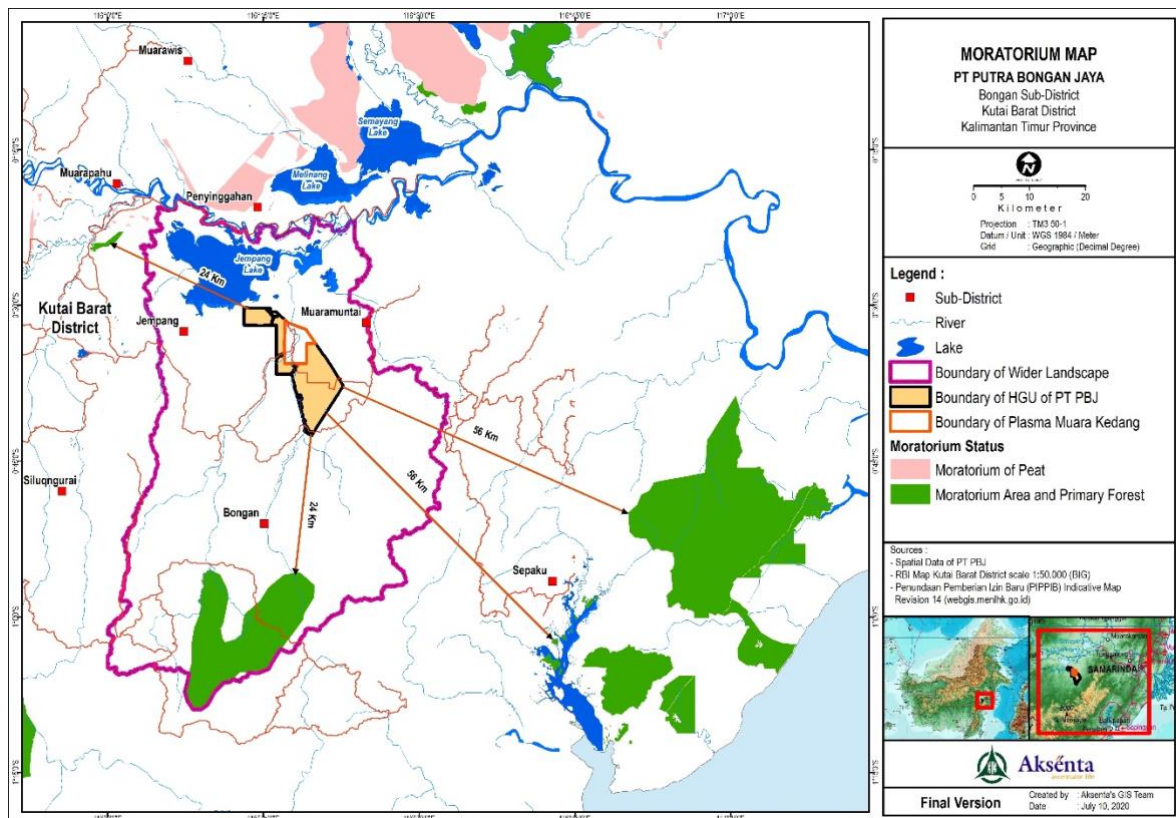 Muarawis
Semayang
Lake
Melinang
Lake
Muarapahu
Penyinggahan
Jempang
Lake
24 Km
Kutai Barat
District
Jempang
Muaramuntai
56 Km
56 Km
24 Km
Siluqngurai
Bongan
Sepaku
MORATORIUM MAP
PT PUTRA BONGAN JAYA
Bongan Sub-District
Kutai Barat District
Kalimantan Timur Province
0 5 10 20
Kilometer
Projection : TM3 50-1
Datum / Unit : WGS 1984 / Meter
Grid : Geographic (Decimal Degree)
Legend :
Sub-District
River
Lake
Boundary of Wider Landscape
Boundary of HGU of PT PBJ
Boundary of Plasma Muara Kedang
Moratorium Status
Moratorium of Peat
Moratorium Area and Primary Forest
Sources :
- Spatial Data of PT PBJ
- RBI Map Kutai Barat District scale 1:50.000 (BIG)
- Penundaan Pemberian Izin Baru (PIPPIB) Indicative Map
Revision 14 (webgis.menlhk.go.id)
SAMARINDA
Aksenta
Final Version
Created by : Aksenta's GIS Team
Date : July 10, 2020